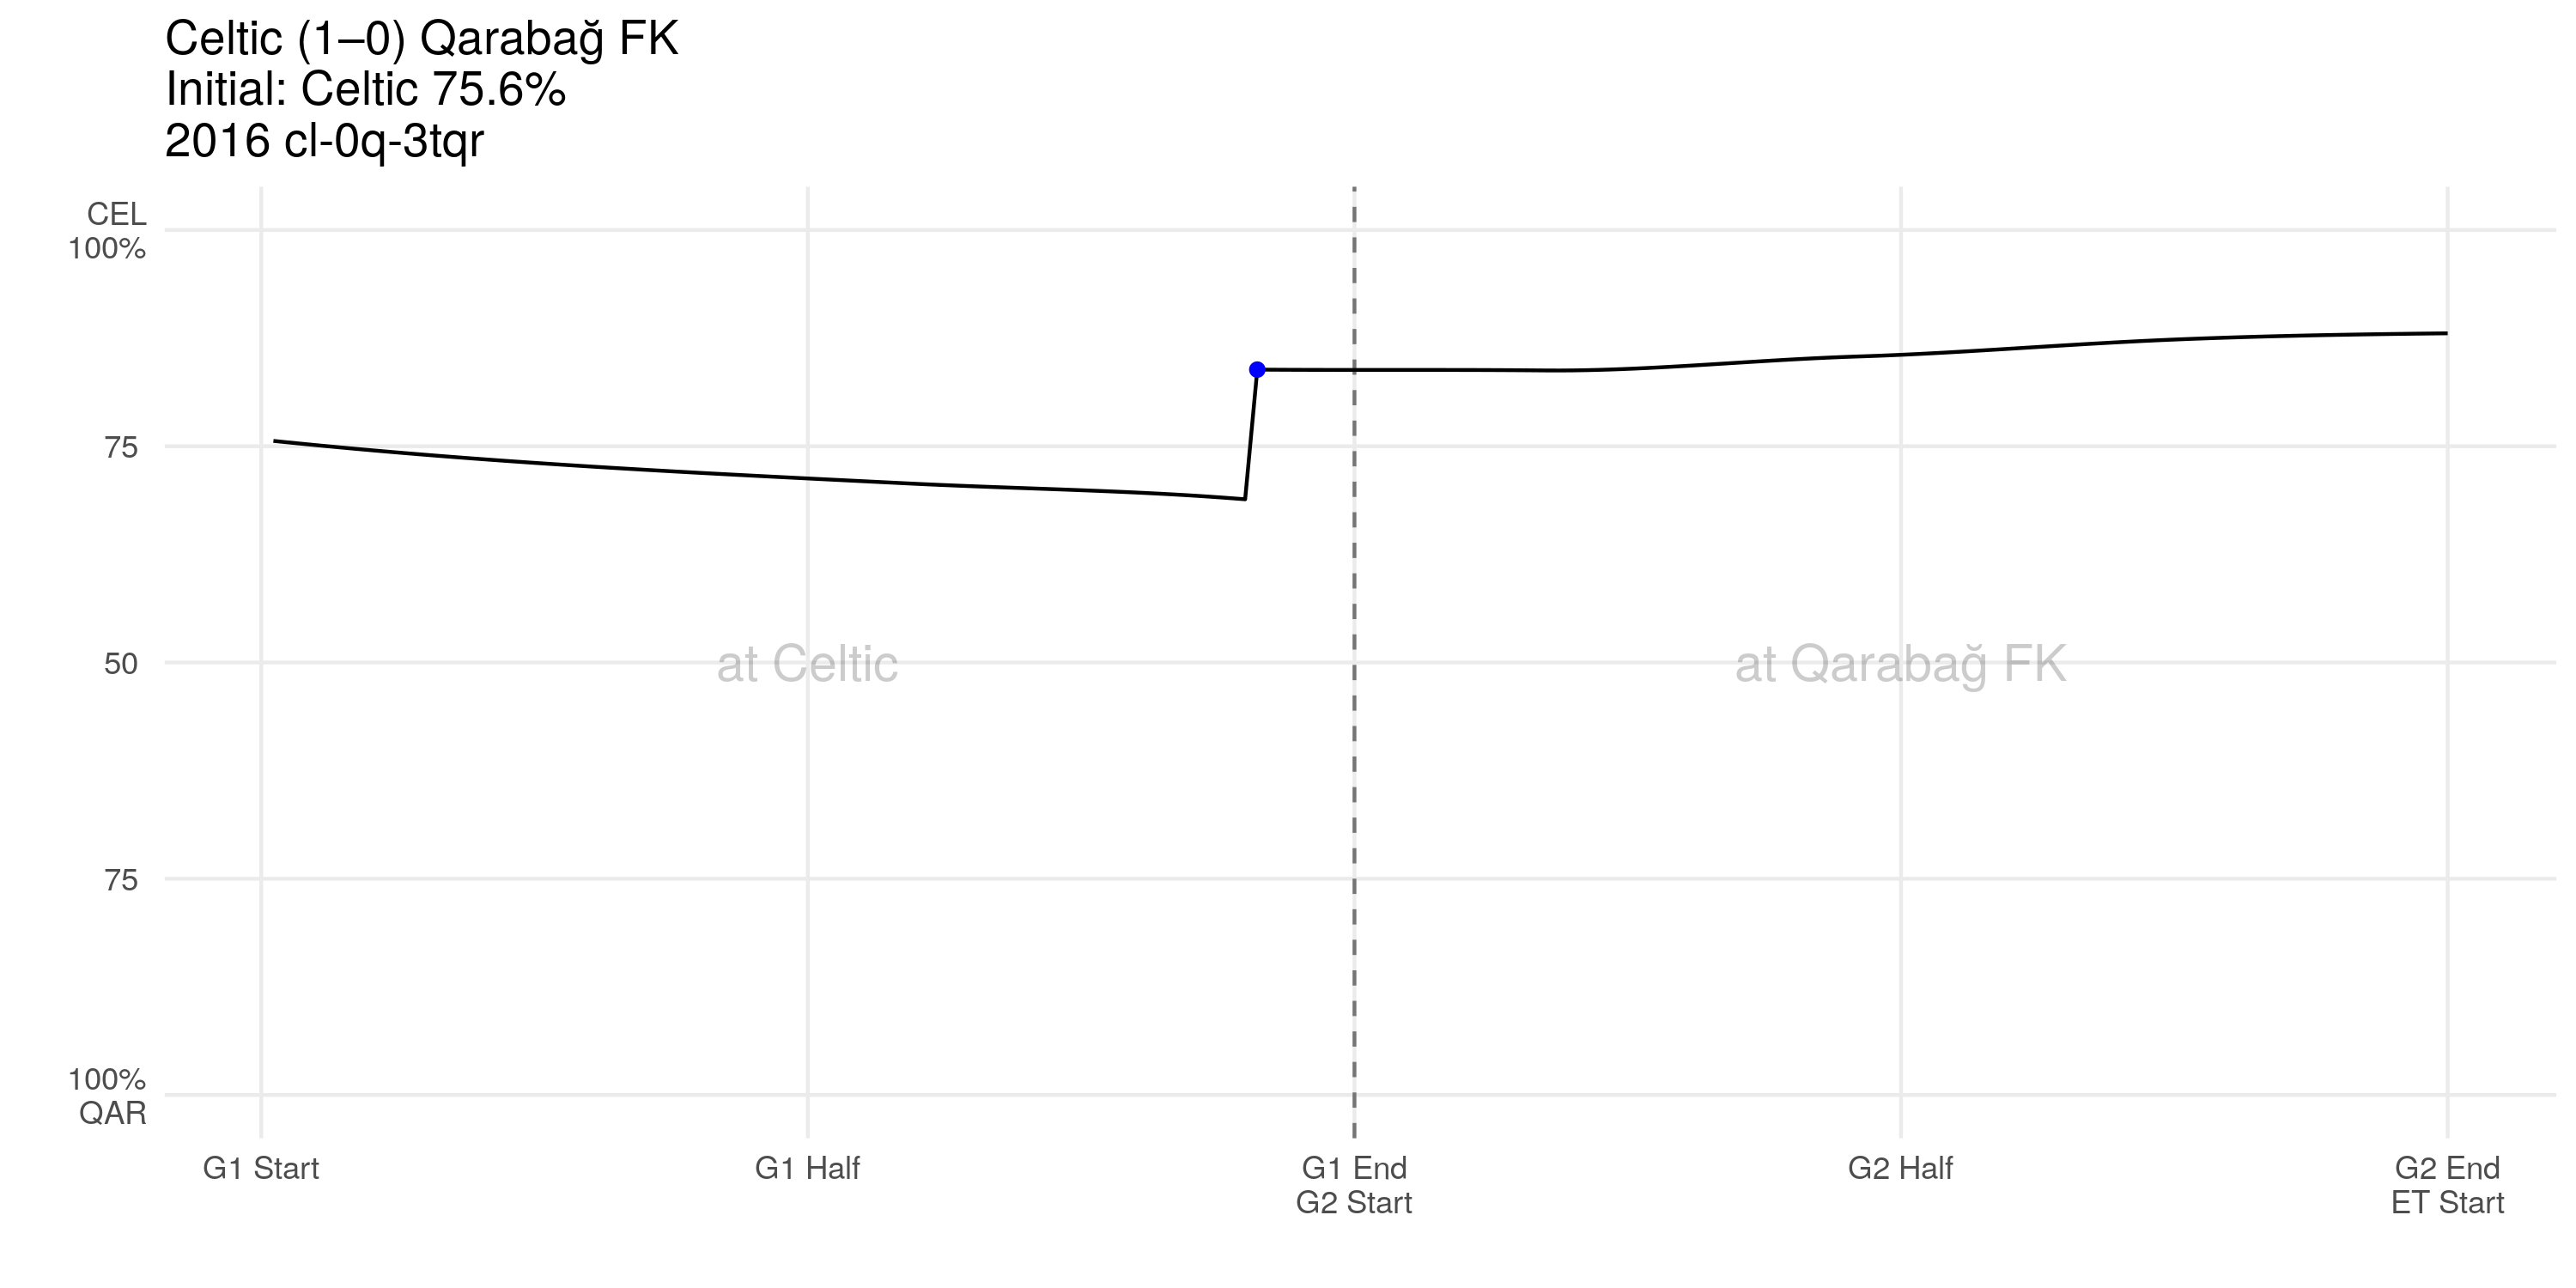 Celtic (1–0) Qarabağ FK
Initial: Celtic 75.6%
2016 cl-0q-3tqr
CEL
100%
75
50
75
100%
QAR
at Celtic
at Qarabağ FK
G1 Start
G1 Half
G1 End
G2 Start
G2 Half
G2 End
ET Start